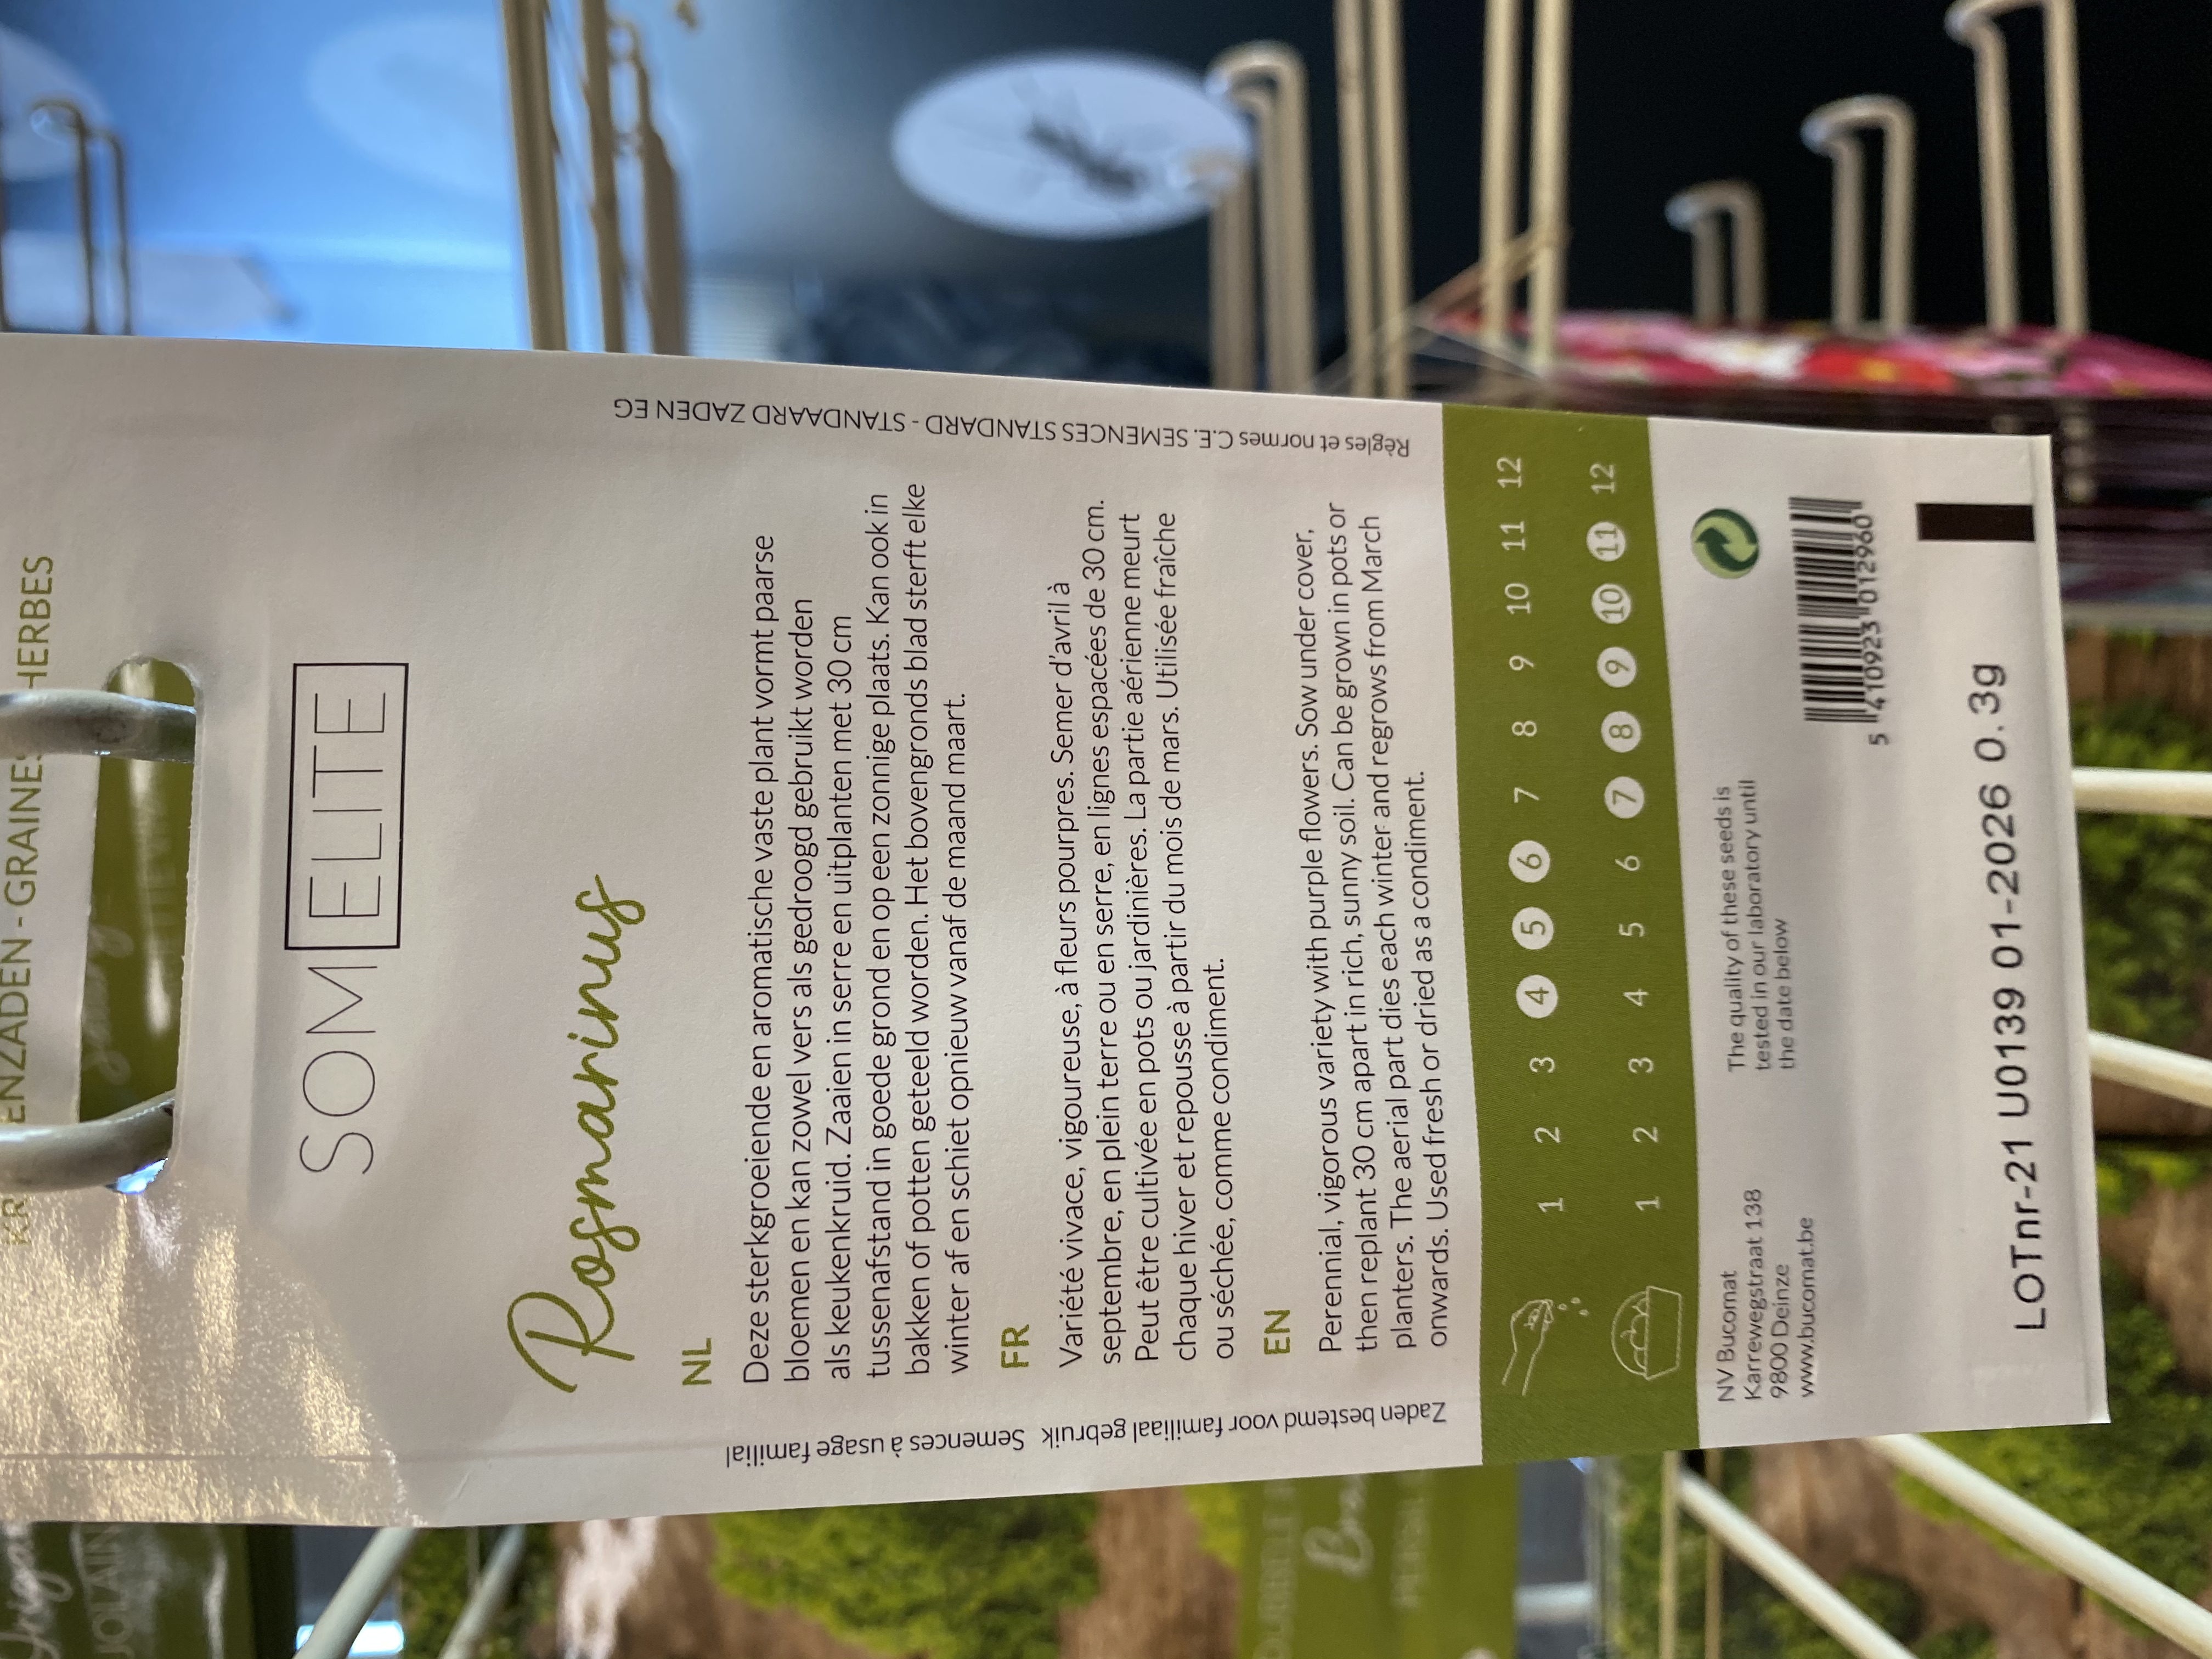 HERBES
SOMELITE
Rosmarinus
NL
Deze sterkgroeiende en aromatische vaste plant vormt paarse
bloemen en kan zowel vers als gedroogd gebruikt worden
als keukenkruid. Zaaien in serre en uitplanten met 30 cm
tussenafstand in goede grond en op een zonnige plaats. Kan ook in
bakken of potten geteeld worden. Het bovengronds blad sterft elke
winter af en schiet opnieuw vanaf de maand maart.
FR
Variété vivace, vigoureuse, à fleurs pourpres. Semer d'avril à
septembre, en plein terre ou en serre, en lignes espacées de 30 cm.
Peut être cultivée en pots ou jardinières. La partie aérienne meurt
chaque hiver et repousse à partir du mois de mars. Utilisée fraîche
ou séchée, comme condiment.
EN
Perennial, vigorous variety with purple flowers. Sow under cover,
then replant 30 cm apart in rich, sunny soil. Can be grown in pots or
planters. The aerial part dies each winter and regrows from March
onwards. Used fresh or dried as a condiment.
Zaden bestemd voor familiaal gebruik Semences à usage familial
Règles et normes C.E. SEMENCES STANDARD - STANDAARD ZADEN EG
1 2 3 4 5 6 7 8 9 10 11 12
1 2 3 4 5 6 7 8 9 10 11 12
NV Bucomat
Karrewegstraat 138
9800 Deinze
www.bucomat.be
The quality of these seeds is
tested in our laboratory until
the date below
5 410923 012960
LOTnr-21 U0139 01-2026 0.3g